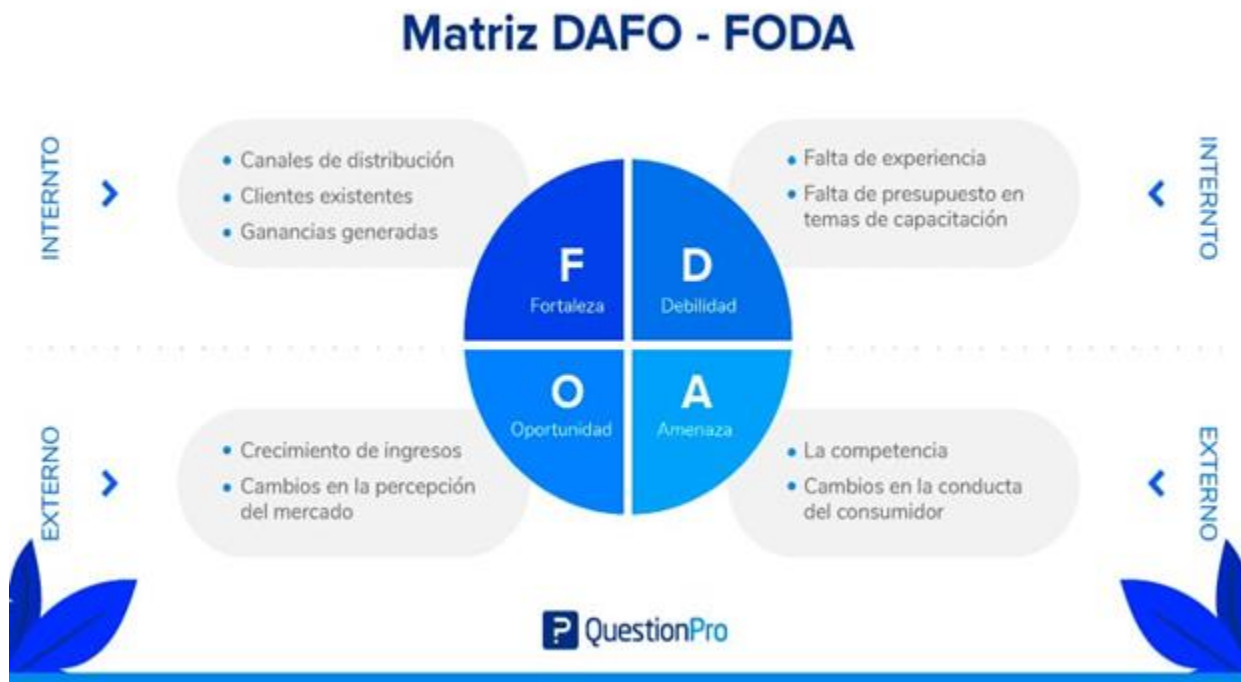 Matriz DAFO - FODA
INTERNTO
• Canales de distribución
• Clientes existentes
• Ganancias generadas
F
Fortaleza
D
Debilidad
• Falta de experiencia
• Falta de presupuesto en
temas de capacitación
INTERNTO
EXTERNO
• Crecimiento de ingresos
• Cambios en la percepción
del mercado
O
Oportunidad
A
Amenaza
• La competencia
• Cambios en la conducta
del consumidor
EXTERNO
? QuestionPro